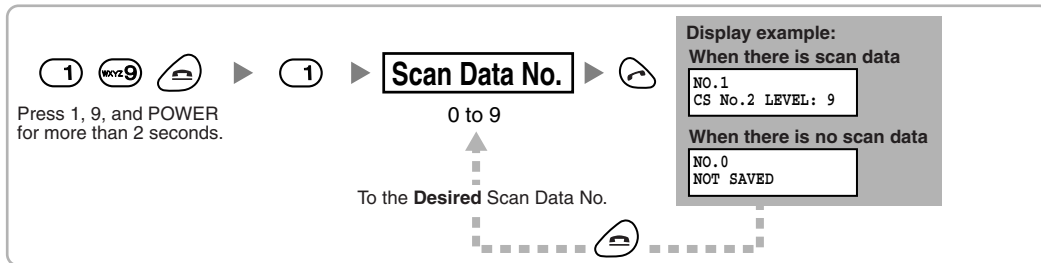 1) WXYZ9 1) Scan Data No.
Press 1, 9, and POWER
for more than 2 seconds.
0 to 9
To the Desired Scan Data No.
Display example:
When there is scan data
NO.1
CS No.2 LEVEL: 9
When there is no scan data
NO.0
NOT SAVED